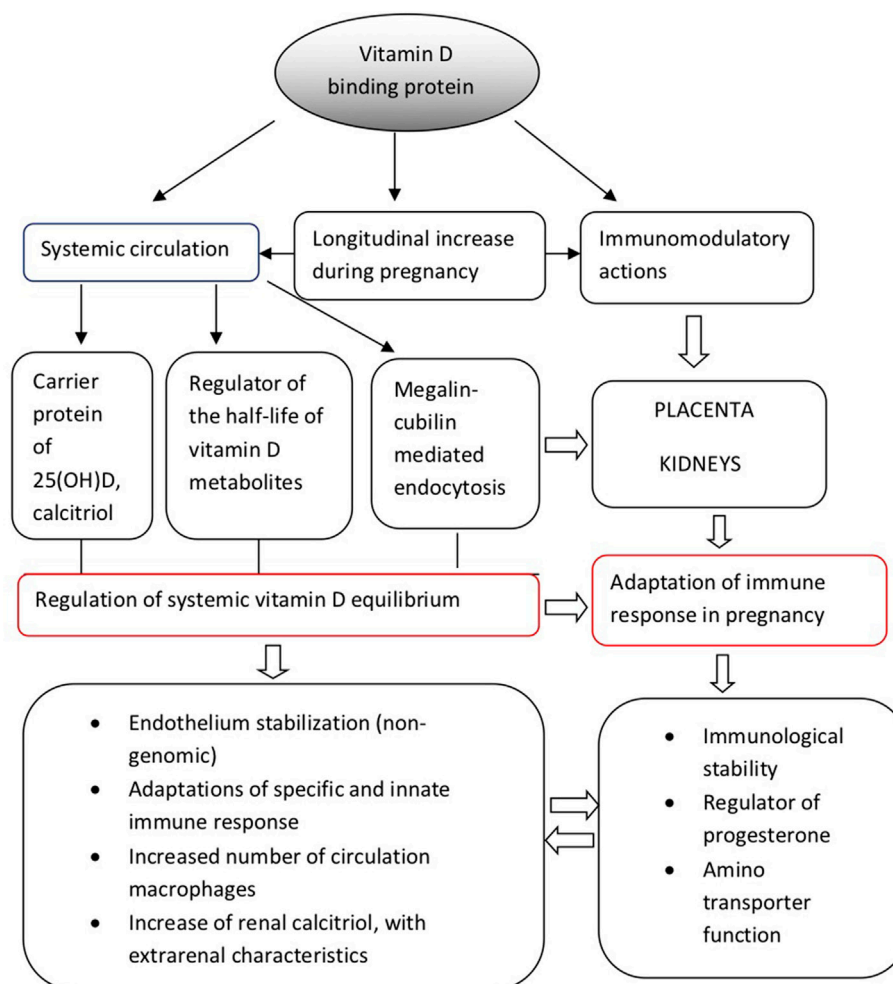 Vitamin D
binding protein
Systemic circulation
Longitudinal increase
during pregnancy
Immunomodulatory
actions
Carrier
protein
of
25(OH)D,
calcitriol
Regulator of
the half-life of
vitamin D
metabolites
Megalin-
cubilin
mediated
endocytosis
PLACENTA
KIDNEYS
Regulation of systemic vitamin D equilibrium
Adaptation of immune
response in pregnancy
• Endothelium stabilization (non-
genomic)
• Adaptations of specific and innate
immune response
• Increased number of circulation
macrophages
• Increase of renal calcitriol, with
extrarenal characteristics
• Immunological
stability
• Regulator of
progesterone
• Amino
transporter
function